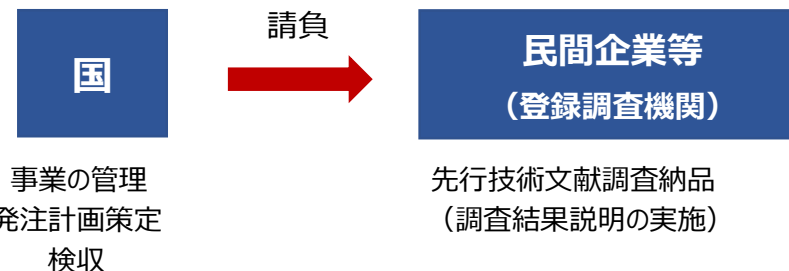 請負
国
民間企業等
（登録調査機関）
事業の管理
発注計画策定
検収
先行技術文献調査納品
（調査結果説明の実施）